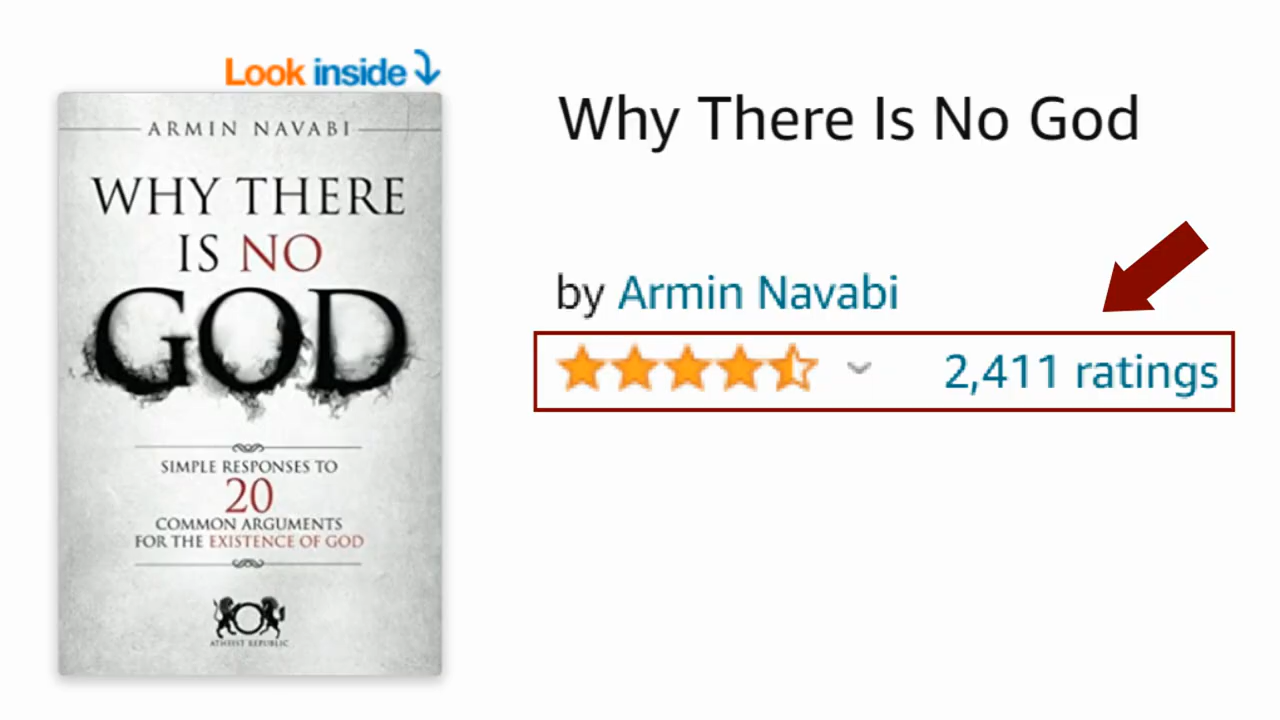 Look inside
ARMIN NAVABI
WHY THERE
IS NO
GOD
SIMPLE RESPONSES TO
20
COMMON ARGUMENTS
FOR THE EXISTENCE OF GOD
ATHEIST REPUBLIC
Why There Is No God
by Armin Navabi
2,411 ratings